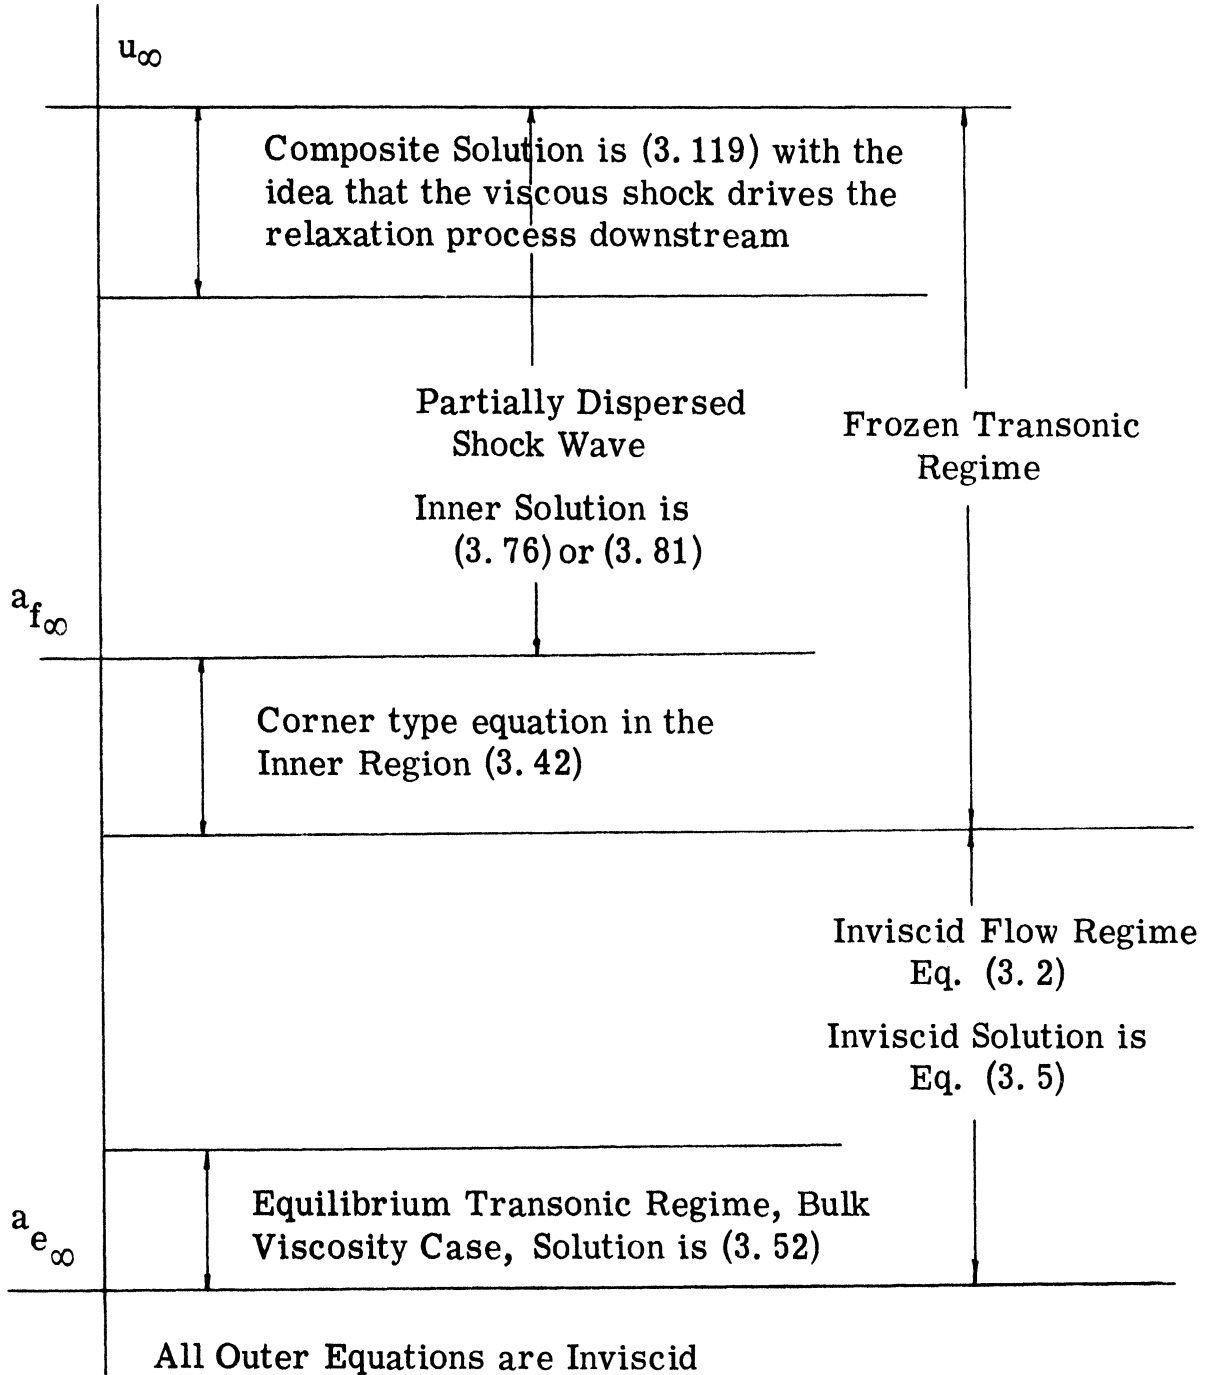 u∞
Composite Solution is (3.119) with the
idea that the viscous shock drives the
relaxation process downstream
Partially Dispersed
Shock Wave
Frozen Transonic
Regime
Inner Solution is
(3.76) or (3.81)
a f∞
Corner type equation in the
Inner Region (3.42)
Inviscid Flow Regime
Eq. (3.2)
Inviscid Solution is
Eq. (3.5)
Equilibrium Transonic Regime, Bulk
Viscosity Case, Solution is (3.52)
a e∞
All Outer Equations are Inviscid